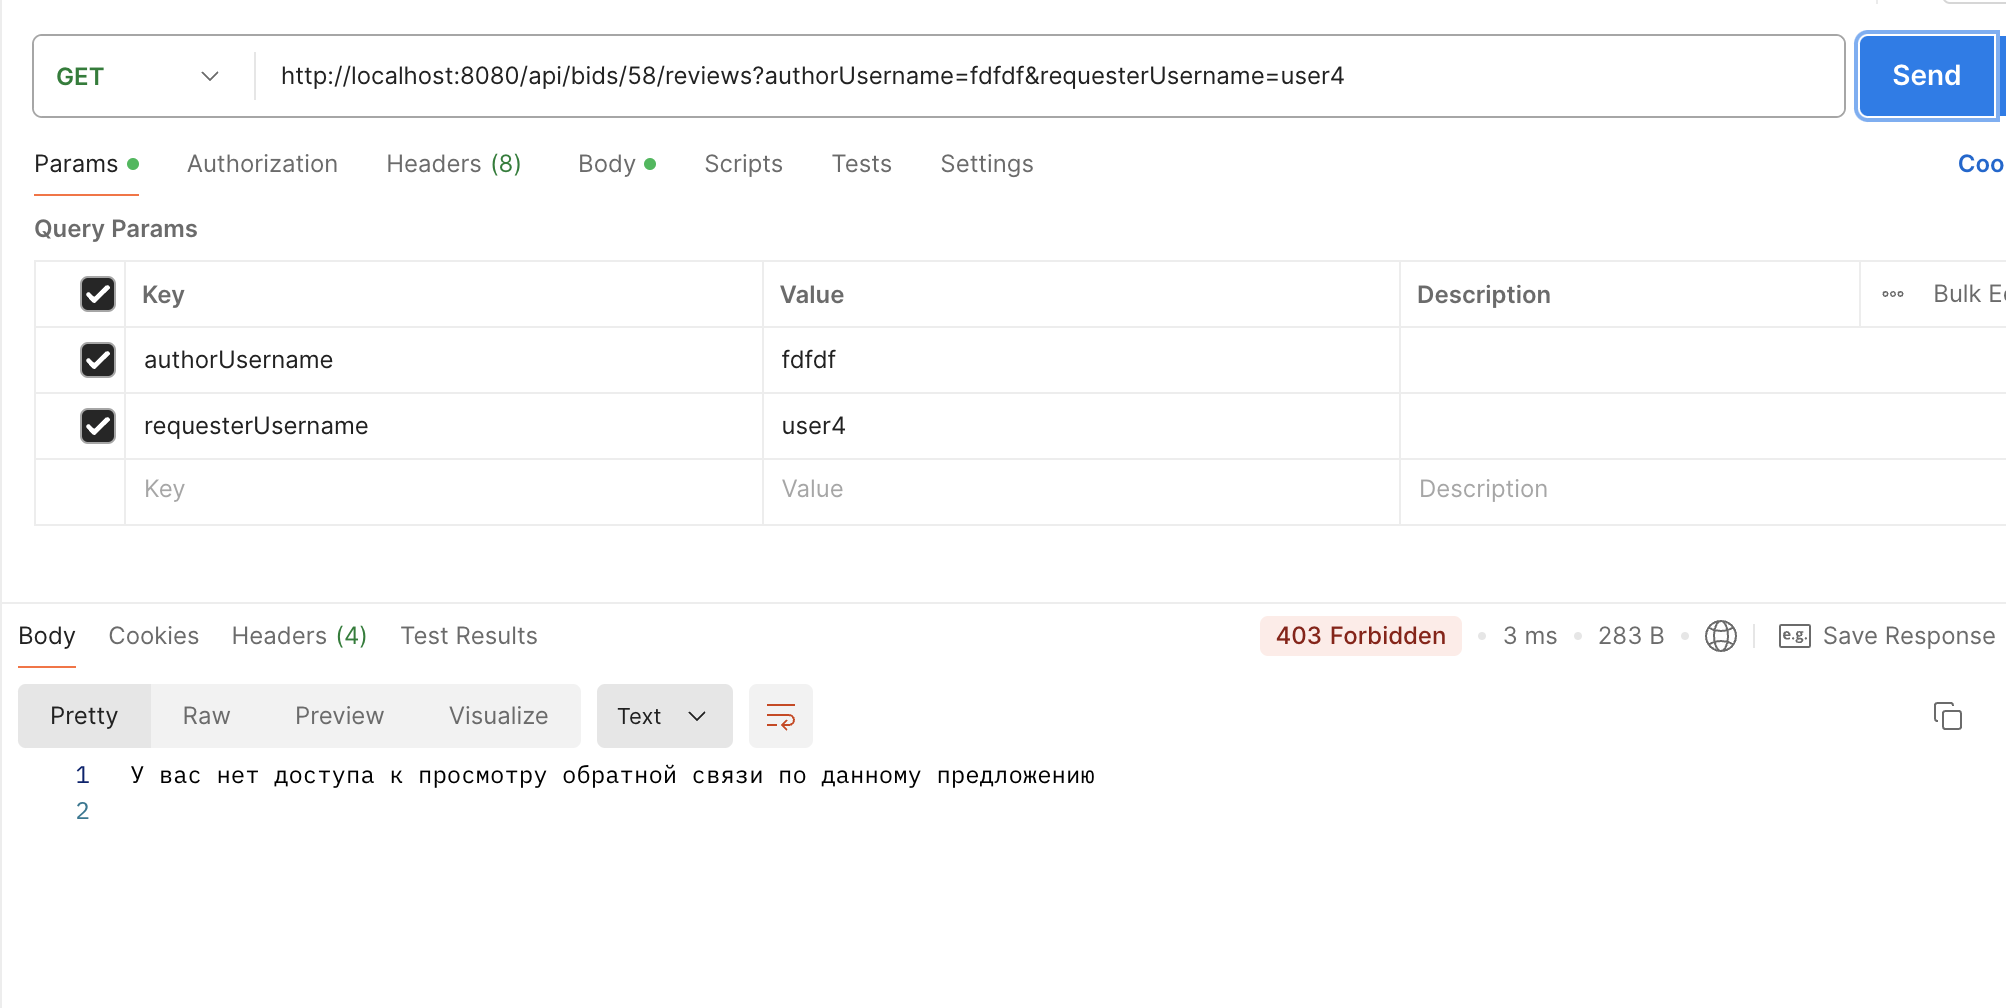 GET http://localhost:8080/api/bids/58/reviews?authorUsername=fdfdf&requesterUsername=user4 Send
Params Authorization Headers (8) Body Scripts Tests Settings Coo
Query Params
Key Value Description Bulk
authorUsername fdfdf
requesterUsername user4
Key Value Description
Body Cookies Headers (4) Test Results 403 Forbidden 3 ms 283 B e.g. Save Response
Pretty Raw Preview Visualize Text
1 У вас нет доступа к просмотру обратной связи по данному предложению
2